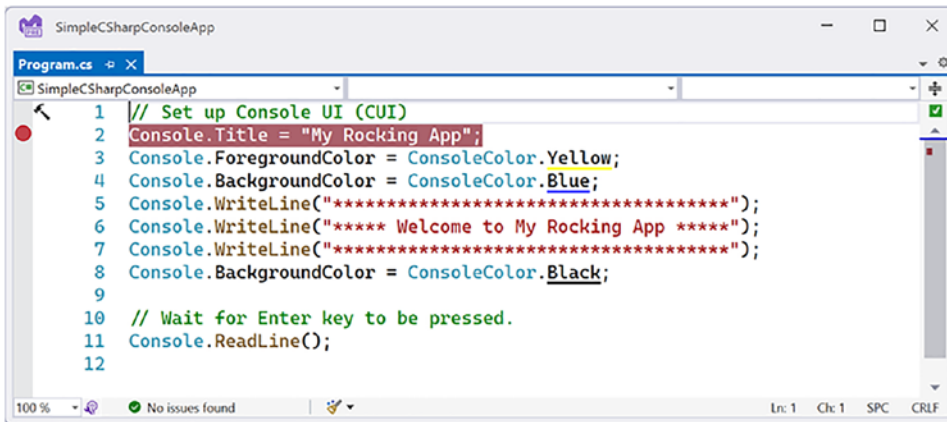 SimpleCSharpConsoleApp
Program.cs
SimpleCSharpConsoleApp
1 // Set up Console UI (CUI)
2 Console.Title = "My Rocking App";
3 Console.ForegroundColor = ConsoleColor.Yellow;
4 Console.BackgroundColor = ConsoleColor.Blue;
5 Console.WriteLine("*************************************");
6 Console.WriteLine("***** Welcome to My Rocking App *****");
7 Console.WriteLine("*************************************");
8 Console.BackgroundColor = ConsoleColor.Black;
9
10 // Wait for Enter key to be pressed.
11 Console.ReadLine();
12
100 % No issues found Ln: 1 Ch: 1 SPC CRLF